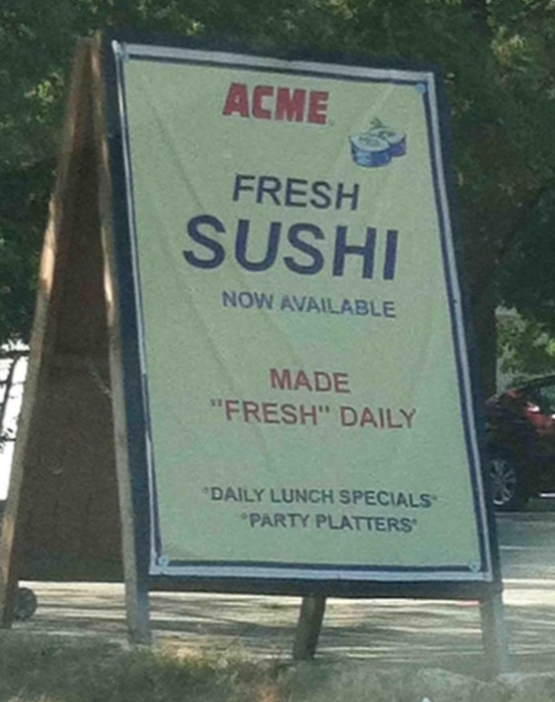 ACME
FRESH
SUSHI
NOW AVAILABLE
MADE
"FRESH" DAILY
"DAILY LUNCH SPECIALS"
"PARTY PLATTERS"